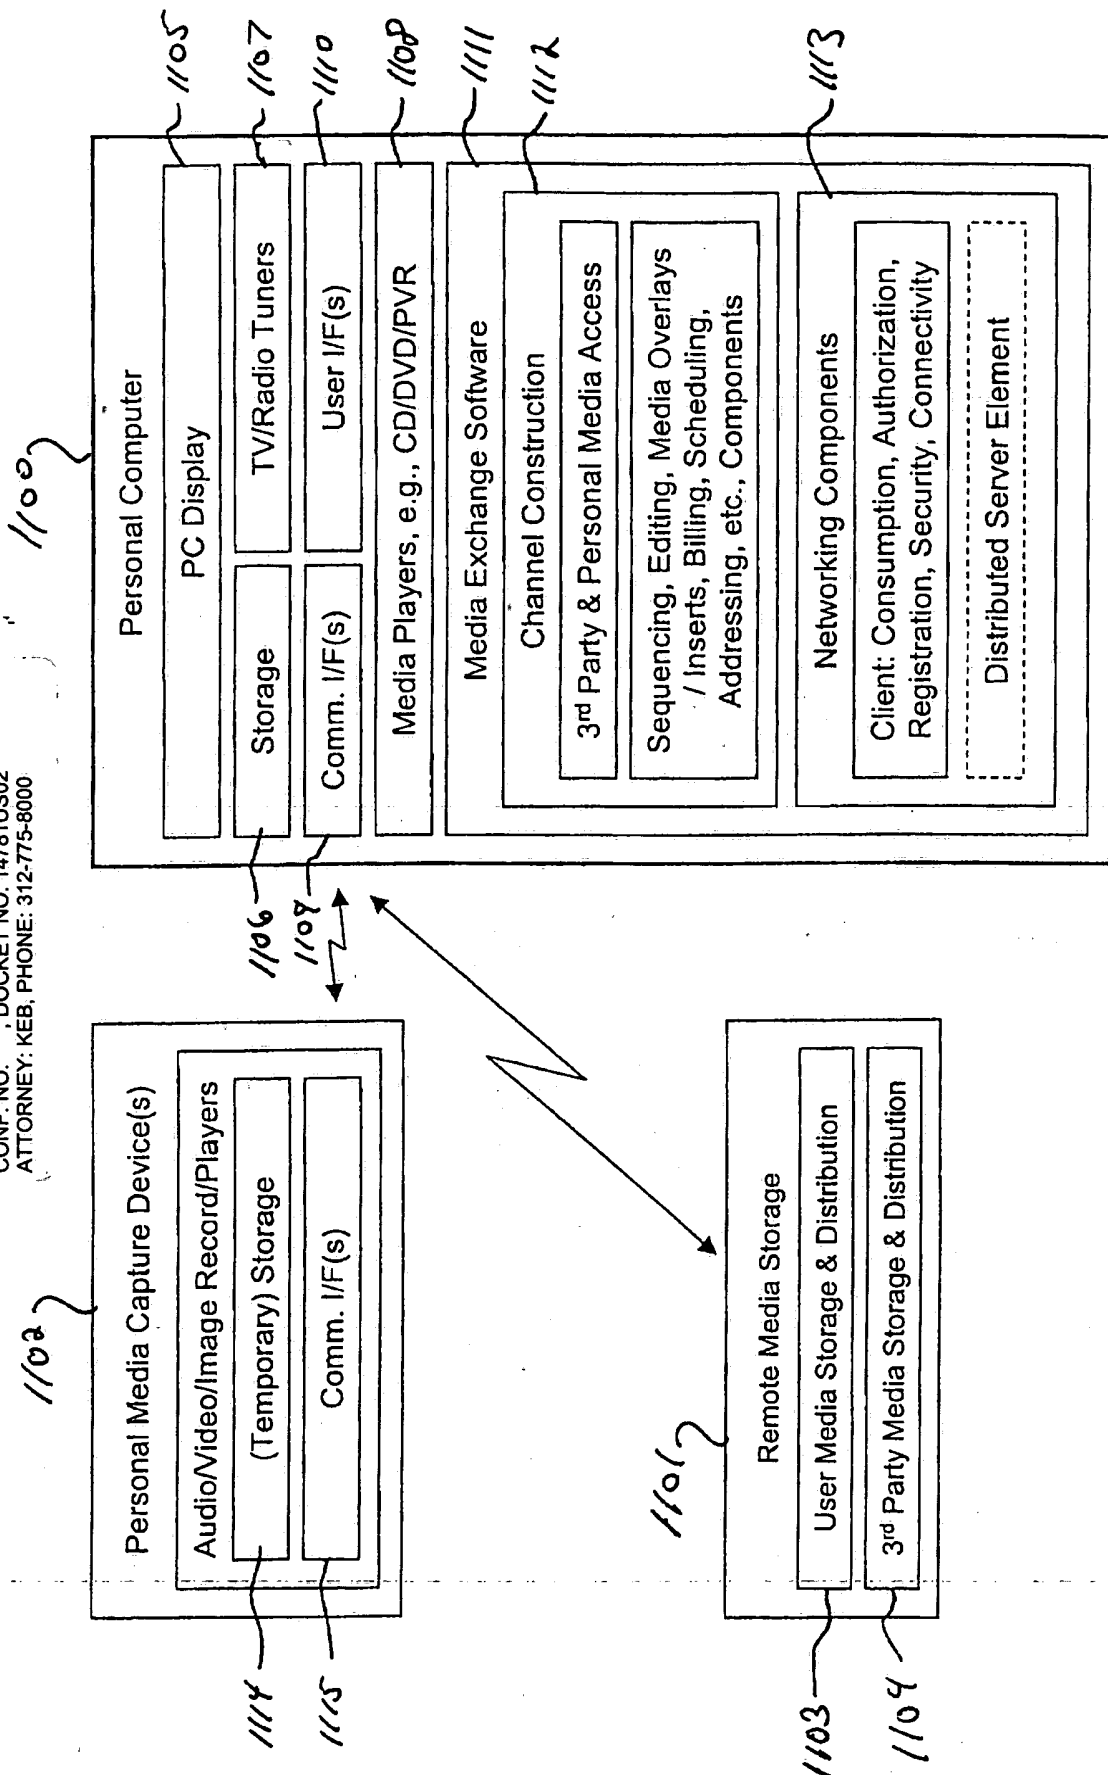 CONF. NO. , DOCKET NO.
ATTORNEY: KEB, PHONE: 312-775-8000
1102
1100
Personal Media Capture Device(s)
Audio/Video/Image Record/Players
(Temporary) Storage
Comm. I/F(s)
1114
1115
1101
Remote Media Storage
User Media Storage & Distribution
3rd Party Media Storage & Distribution
1103
1104
Personal Computer
PC Display
Storage
TV/Radio Tuners
Comm. I/F(s)
User I/F(s)
Media Players, e.g., CD/DVD/PVR
Media Exchange Software
Channel Construction
3rd Party & Personal Media Access
Sequencing, Editing, Media Overlays
/ Inserts, Billing, Scheduling,
Addressing, etc., Components
Networking Components
Client: Consumption, Authorization,
Registration, Security, Connectivity
Distributed Server Element
1106
1109
1105
1107
1110
1108
1111
1112
1113